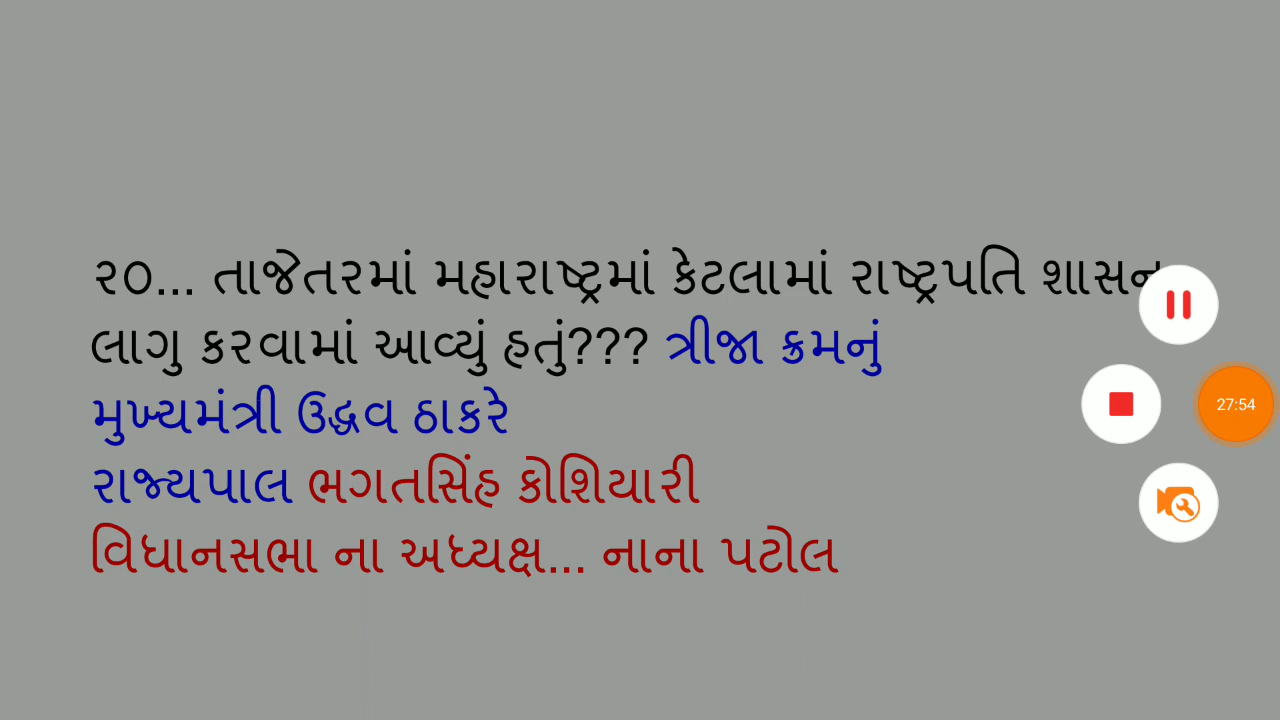 ૨૦... તાજેતરમાં મહારાષ્ટ્રમાં કેટલામાં રાષ્ટ્રપતિ શાસન
લાગુ કરવામાં આવ્યું હતું??? ત્રીજા ક્રમનું
મુખ્યમંત્રી ઉદ્ધવ ઠાકરે
રાજ્યપાલ ભગતસિંહ કોશિયારી
વિધાનસભા ના અધ્યક્ષ... નાના પટોલ
27:54